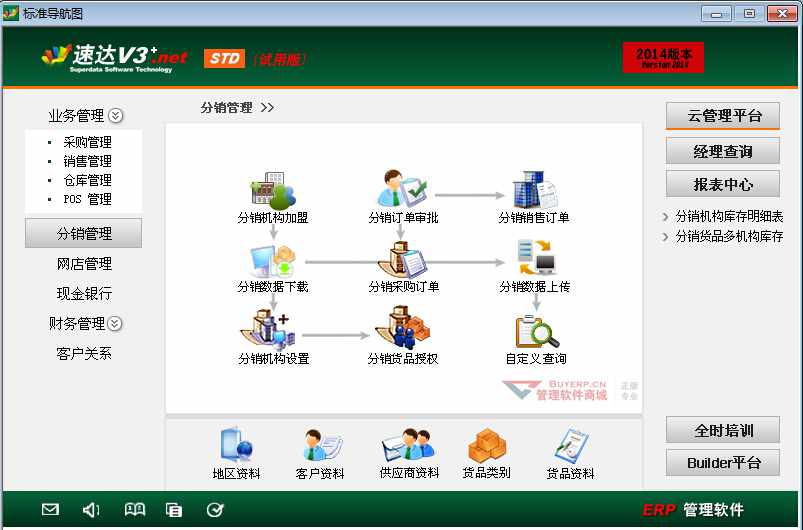 标准导航图
速达V3+.net
Superdata Software Technology
STD
(试用版)
2014版本
Version 2014
业务管理
采购管理
销售管理
仓库管理
POS 管理
分销管理
网店管理
现金银行
财务管理
客户关系
分销管理 >>
分销机构加盟
分销订单审批
分销销售订单
分销数据下载
分销采购订单
分销数据上传
分销机构设置
分销货品授权
自定义查询
BUYERP.CN
管理软件商城
正版
专业
地区资料
客户资料
供应商资料
货品类别
货品资料
云管理平台
经理查询
报表中心
分销机构库存明细表
分销货品多机构库存
全时培训
Builder平台
ERP 管理软件